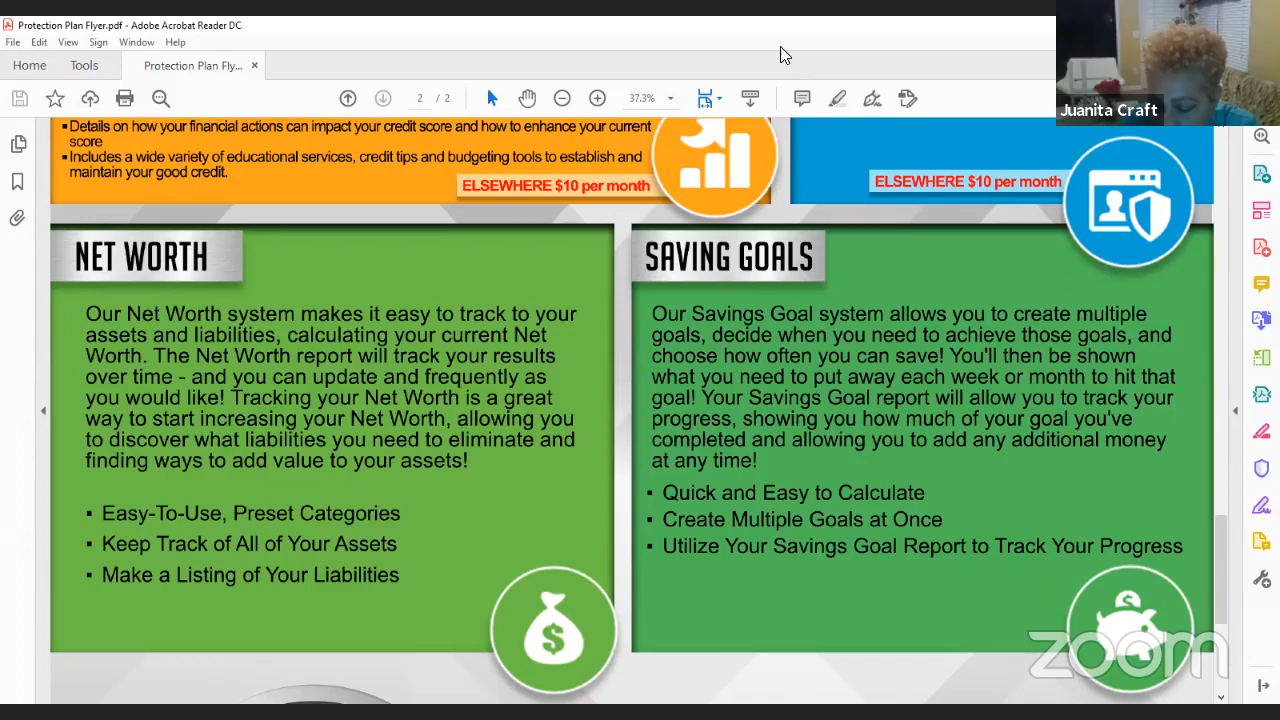 Protection Plan Flyer.pdf - Adobe Acrobat Reader DC
File Edit View Sign Window Help
Home Tools Protection Plan Fly... ×
2 / 2 37.3%
Juanita Craft
▪Details on how your financial actions can impact your credit score and how to enhance your current
score
▪Includes a wide variety of educational services, credit tips and budgeting tools to establish and
maintain your good credit.
ELSEWHERE $10 per month
ELSEWHERE $10 per month
NET WORTH
Our Net Worth system makes it easy to track to your
assets and liabilities, calculating your current Net
Worth. The Net Worth report will track your results
over time - and you can update and frequently as
you would like! Tracking your Net Worth is a great
way to start increasing your Net Worth, allowing you
to discover what liabilities you need to eliminate and
finding ways to add value to your assets!
▪ Easy-To-Use, Preset Categories
▪ Keep Track of All of Your Assets
▪ Make a Listing of Your Liabilities
$
SAVING GOALS
Our Savings Goal system allows you to create multiple
goals, decide when you need to achieve those goals, and
choose how often you can save! You'll then be shown
what you need to put away each week or month to hit that
goal! Your Savings Goal report will allow you to track your
progress, showing you how much of your goal you've
completed and allowing you to add any additional money
at any time!
▪ Quick and Easy to Calculate
▪ Create Multiple Goals at Once
▪ Utilize Your Savings Goal Report to Track Your Progress
$
zoom